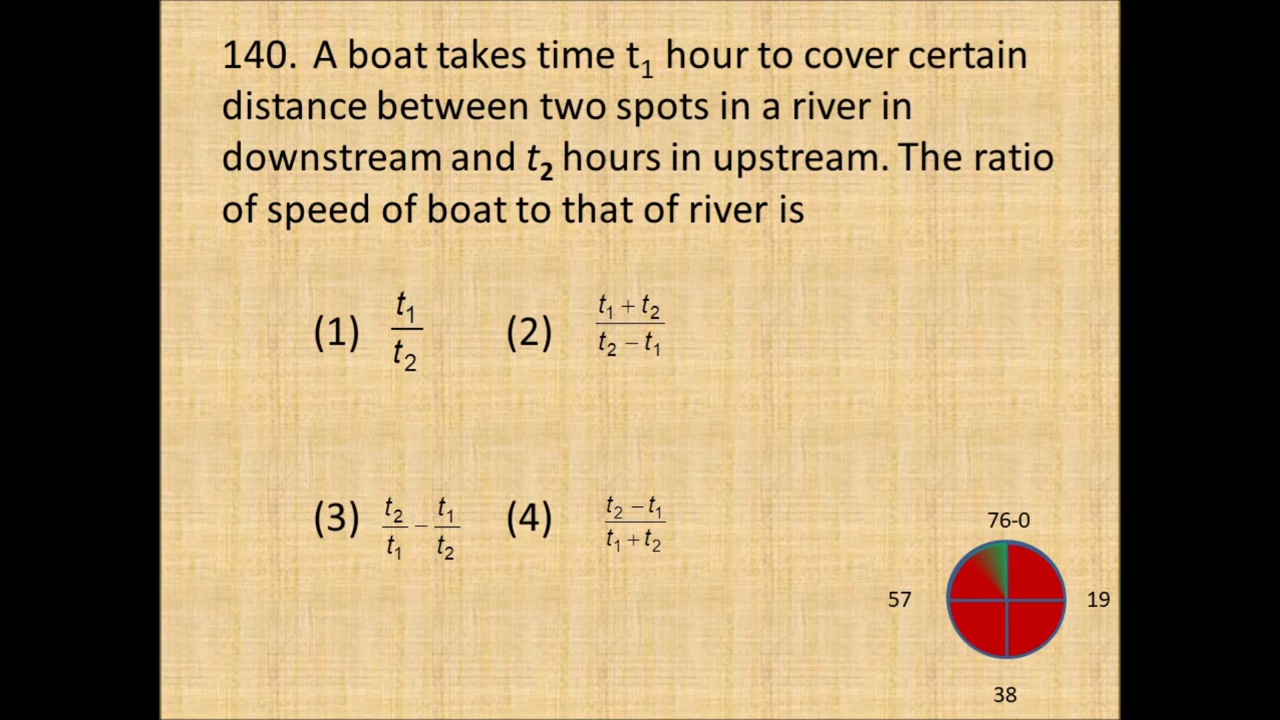 140. A boat takes time t₁ hour to cover certain
distance between two spots in a river in
downstream and t₂ hours in upstream. The ratio
of speed of boat to that of river is
(1) t₁/t₂ (2) (t₁ + t₂)/(t₂ − t₁)
(3) t₂/t₁ − t₁/t₂ (4) (t₂ − t₁)/(t₁ + t₂)
76-0
57 19
38